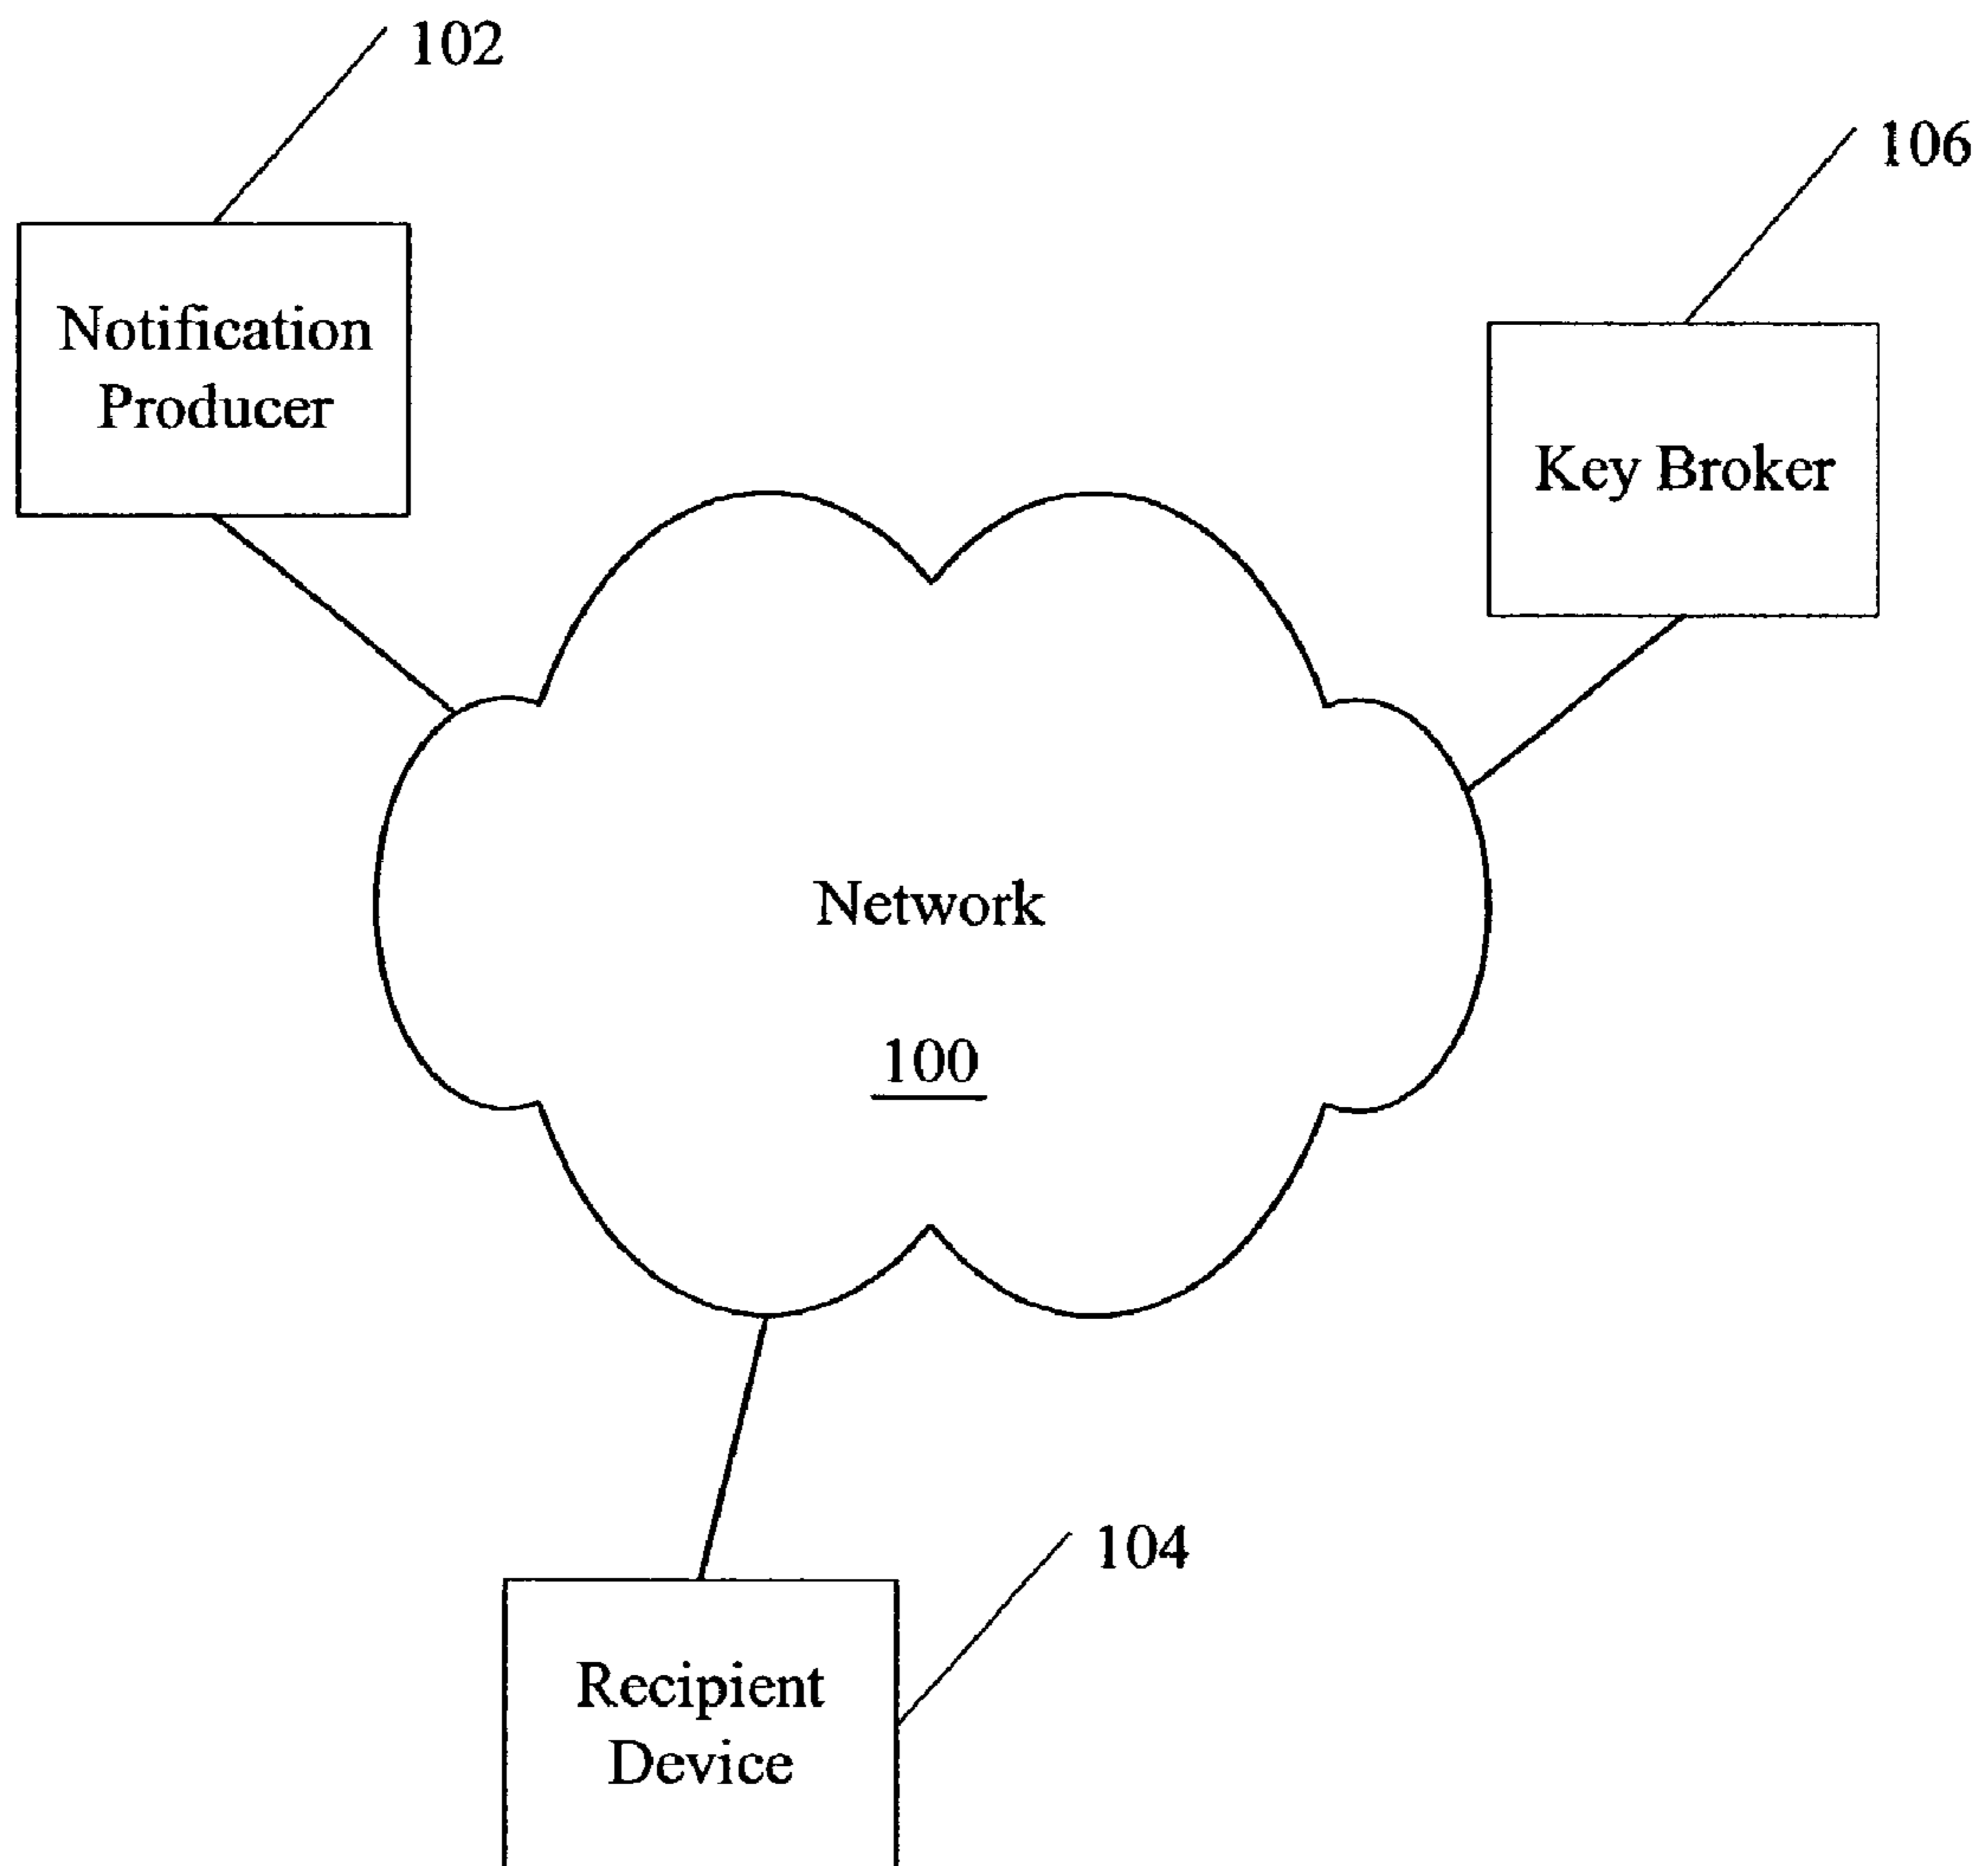 102
106
Notification
Producer
Key Broker
Network
100
104
Recipient
Device